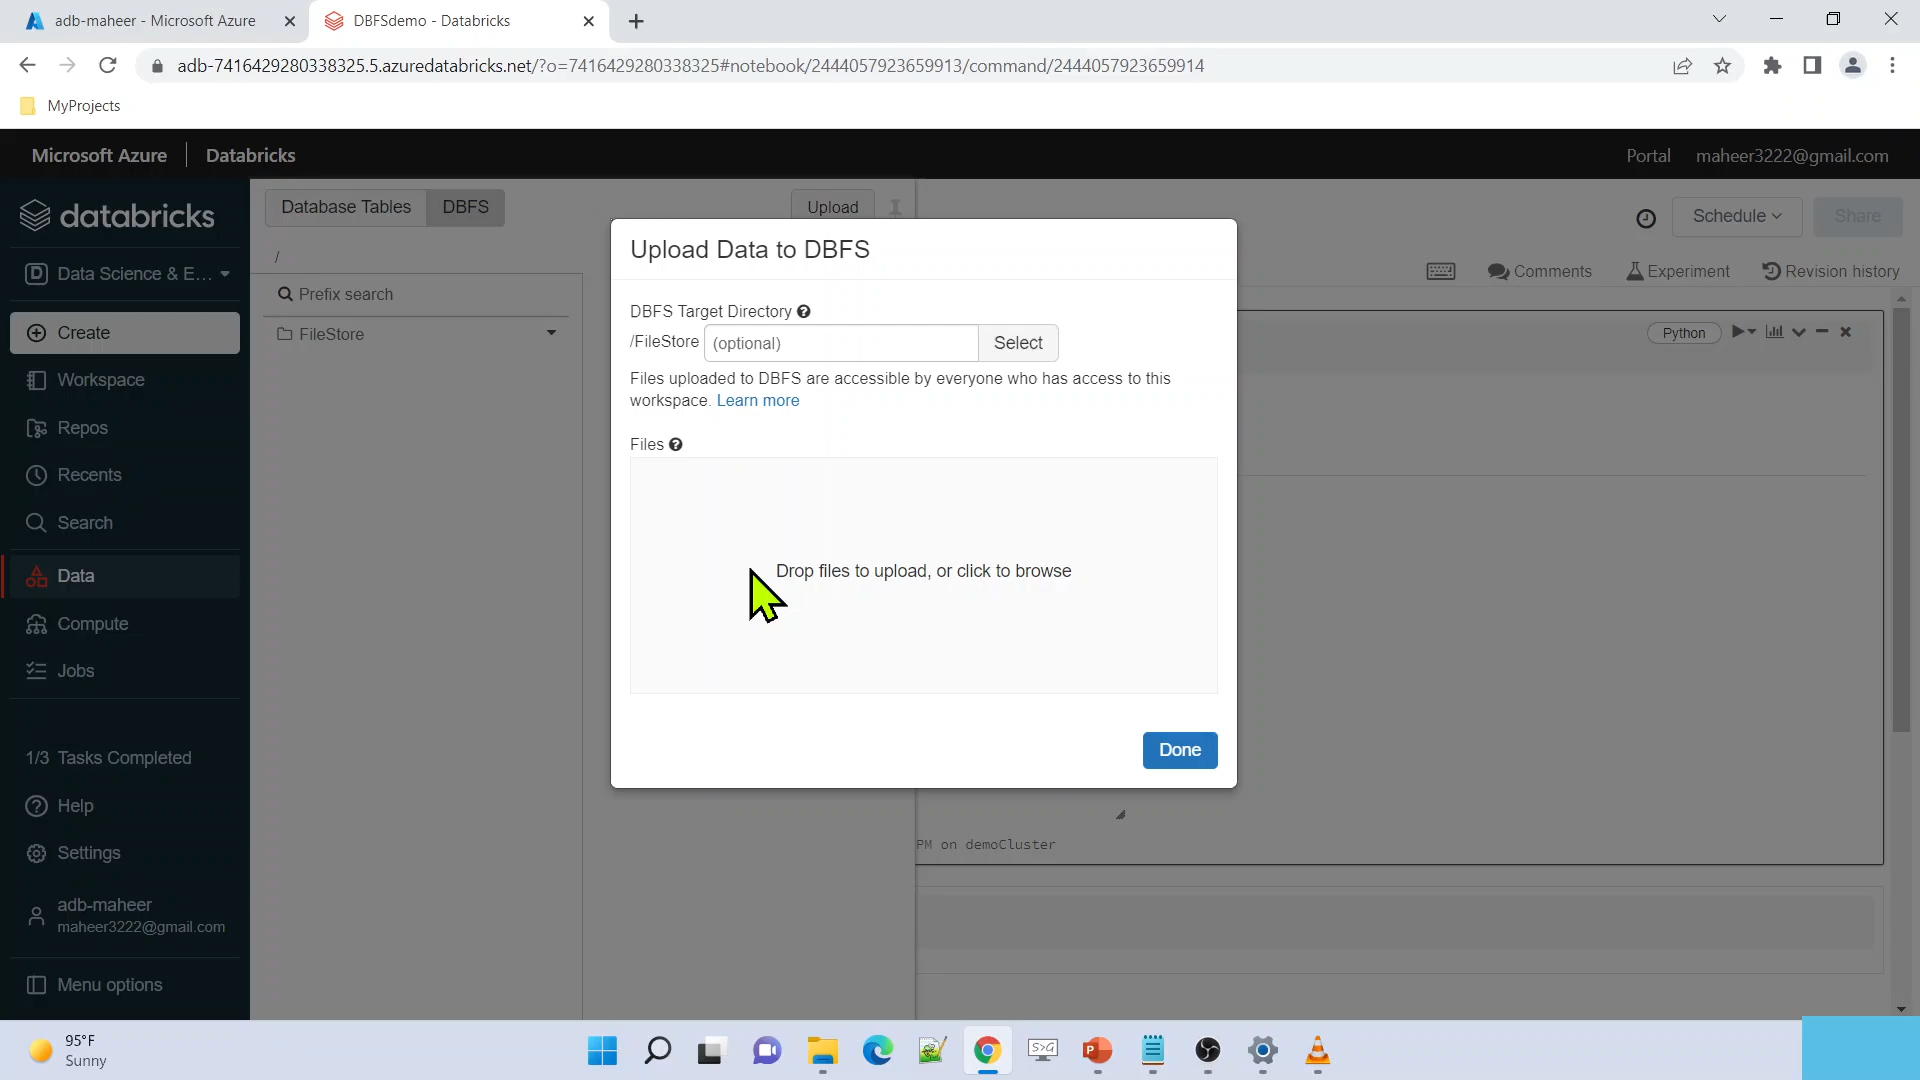 adb-maheer - Microsoft Azure
DBFSdemo - Databricks
adb-7416429280338325.5.azuredatabricks.net/?o=7416429280338325#notebook/2444057923659913/command/2444057923659914
MyProjects
Microsoft Azure
Databricks
Portal
maheer3222@gmail.com
databricks
Database Tables
DBFS
Upload
Schedule
Share
/
Comments
Experiment
Revision history
D
Data Science & E...
Prefix search
FileStore
Create
Workspace
Repos
Recents
Search
Data
Compute
Jobs
1/3 Tasks Completed
Help
Settings
adb-maheer
maheer3222@gmail.com
Menu options
Upload Data to DBFS
DBFS Target Directory
/FileStore
(optional)
Select
Files uploaded to DBFS are accessible by everyone who has access to this
workspace. Learn more
Files
Drop files to upload, or click to browse
Done
Python
PM on demoCluster
95°F
Sunny